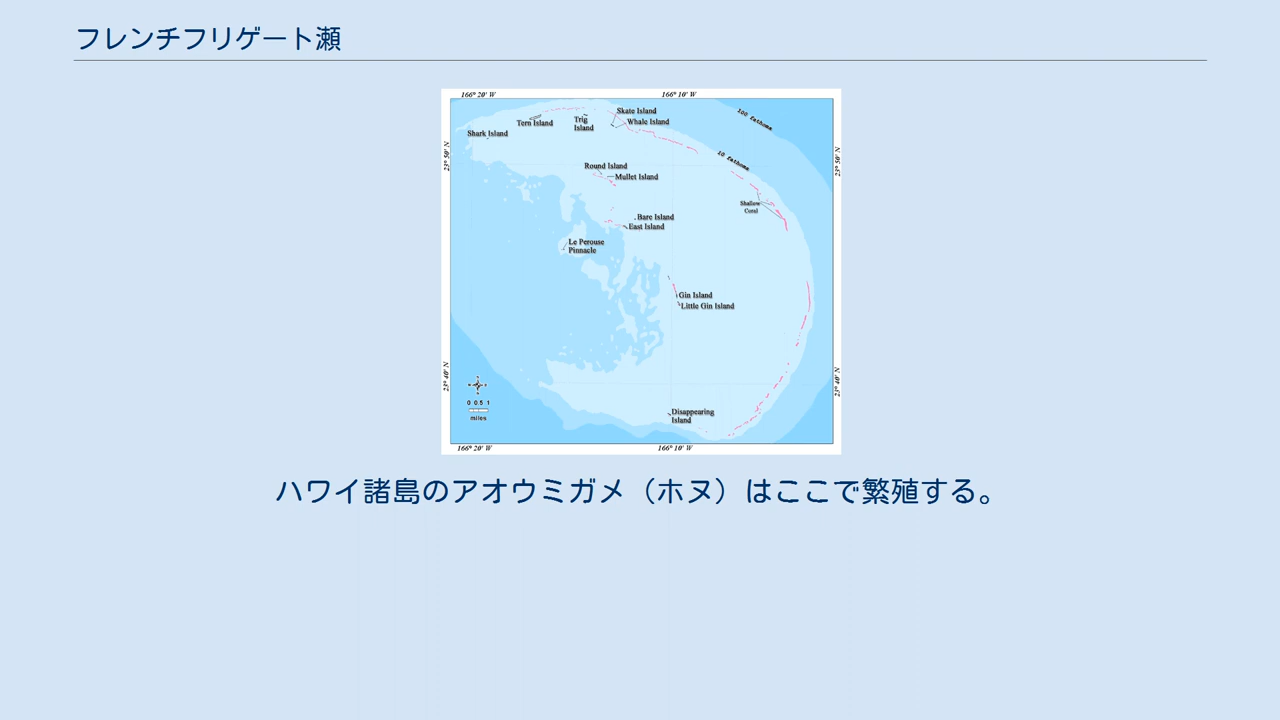 フレンチフリゲート瀬
166° 20' W
166° 10' W
100 fathoms
Skate Island
Tern Island
Trig
Island
Whale Island
Shark Island
10 fathoms
23° 50' N
23° 50' N
Round Island
Mullet Island
Shallow
Coral
Bare Island
East Island
Le Perouse
Pinnacle
Gin Island
Little Gin Island
23° 40' N
23° 40' N
0 0.5 1
miles
Disappearing
Island
166° 20' W
166° 10' W
ハワイ諸島のアオウミガメ（ホヌ）はここで繁殖する。